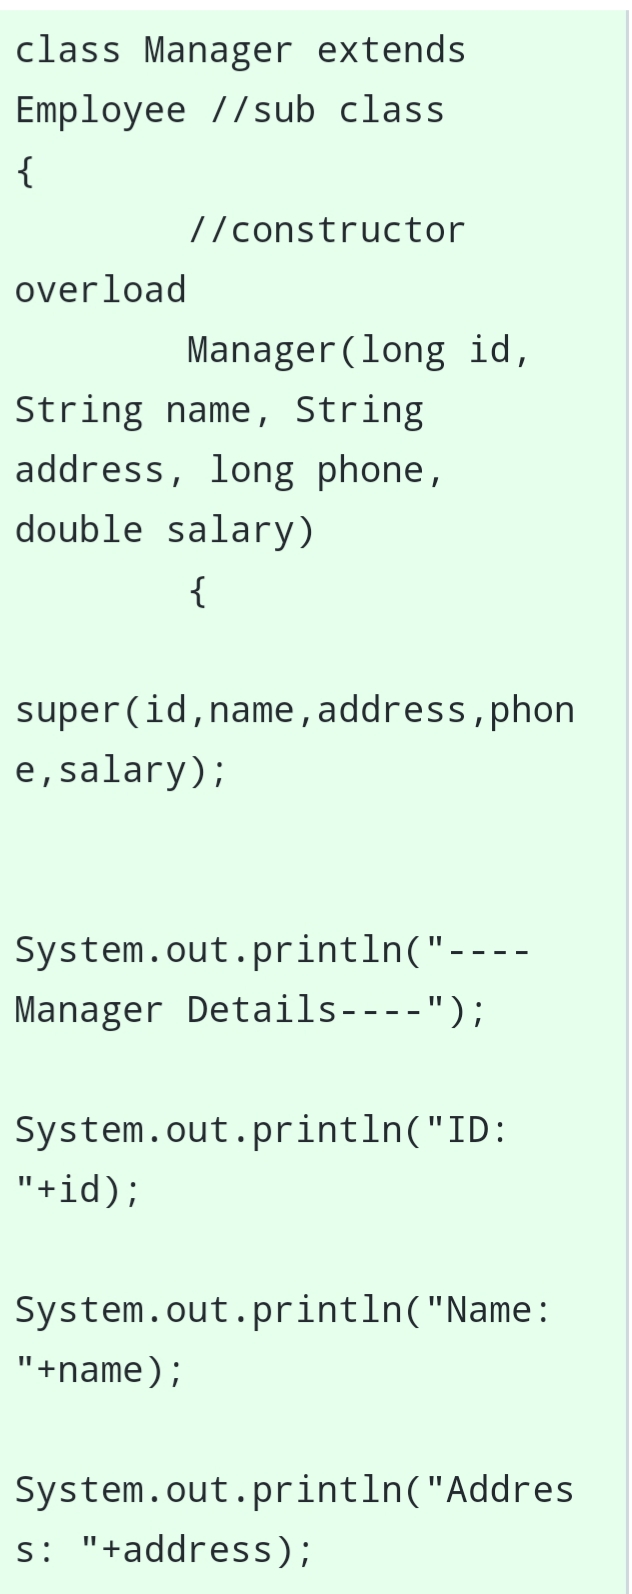 class Manager extends
Employee //sub class
{
        //constructor
overload
        Manager(long id,
String name, String
address, long phone,
double salary)
        {

super(id,name,address,phon
e,salary);


System.out.println("----
Manager Details----");

System.out.println("ID:
"+id);

System.out.println("Name:
"+name);

System.out.println("Addres
s: "+address);